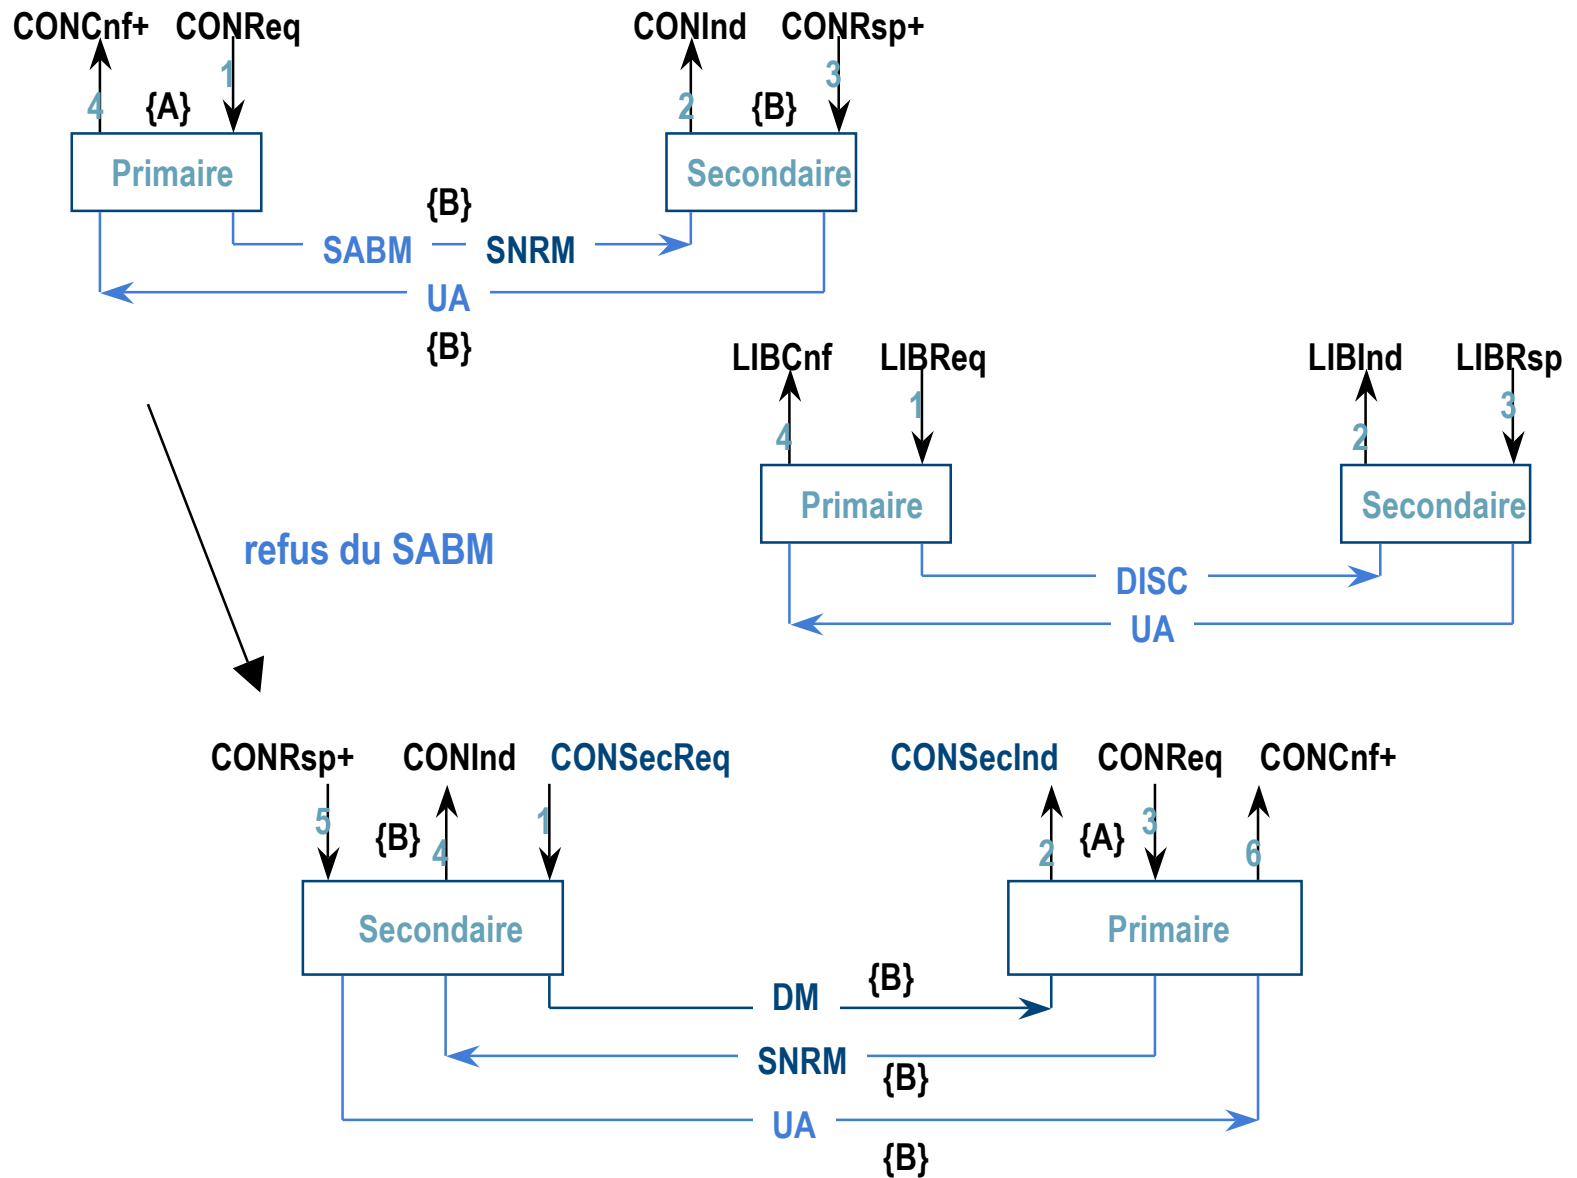 CONCnf+ CONReq CONInd CONRsp+
1 3
4 {A} 2 {B}
Primaire Secondaire
{B}
SABM SNRM
UA
{B}
LIBCnf LIBReq LIBInd LIBRsp
1 3
4 2
Primaire Secondaire
refus du SABM
DISC
UA
CONRsp+ CONInd CONSecReq CONSecInd CONReq CONCnf+
5 1 3
{B} 4 2 {A} 6
Secondaire Primaire
DM {B}
SNRM
{B}
UA
{B}